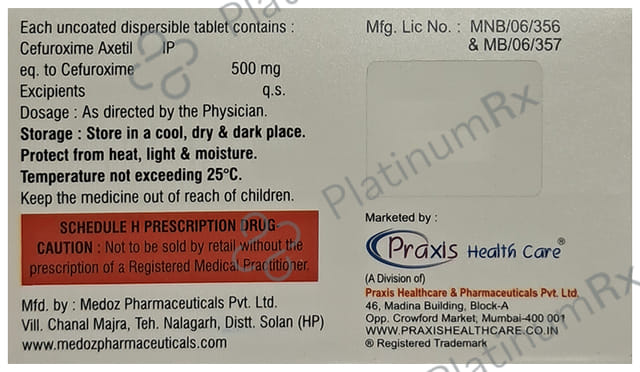 Each uncoated dispersible tablet contains :
Cefuroxime Axetil IP
eq. to Cefuroxime 500 mg
Excipients q.s.
Dosage : As directed by the Physician.
Storage : Store in a cool, dry & dark place.
Protect from heat, light & moisture.
Temperature not exceeding 25°C.
Keep the medicine out of reach of children.
SCHEDULE H PRESCRIPTION DRUG-
CAUTION : Not to be sold by retail without the
prescription of a Registered Medical Practitioner.
Mfd. by : Medoz Pharmaceuticals Pvt. Ltd.
Vill. Chanal Majra, Teh. Nalagarh, Distt. Solan (HP)
www.medozpharmaceuticals.com
Mfg. Lic No. : MNB/06/356
& MB/06/357
Marketed by :
Praxis Health Care®
(A Division of)
Praxis Healthcare & Pharmaceuticals Pvt. Ltd.
46, Madina Building, Block-A
Opp. Crowford Market, Mumbai-400 001
WWW.PRAXISHEALTHCARE.CO.IN
® Registered Trademark
PlatinumRx
PlatinumRx
PlatinumRx